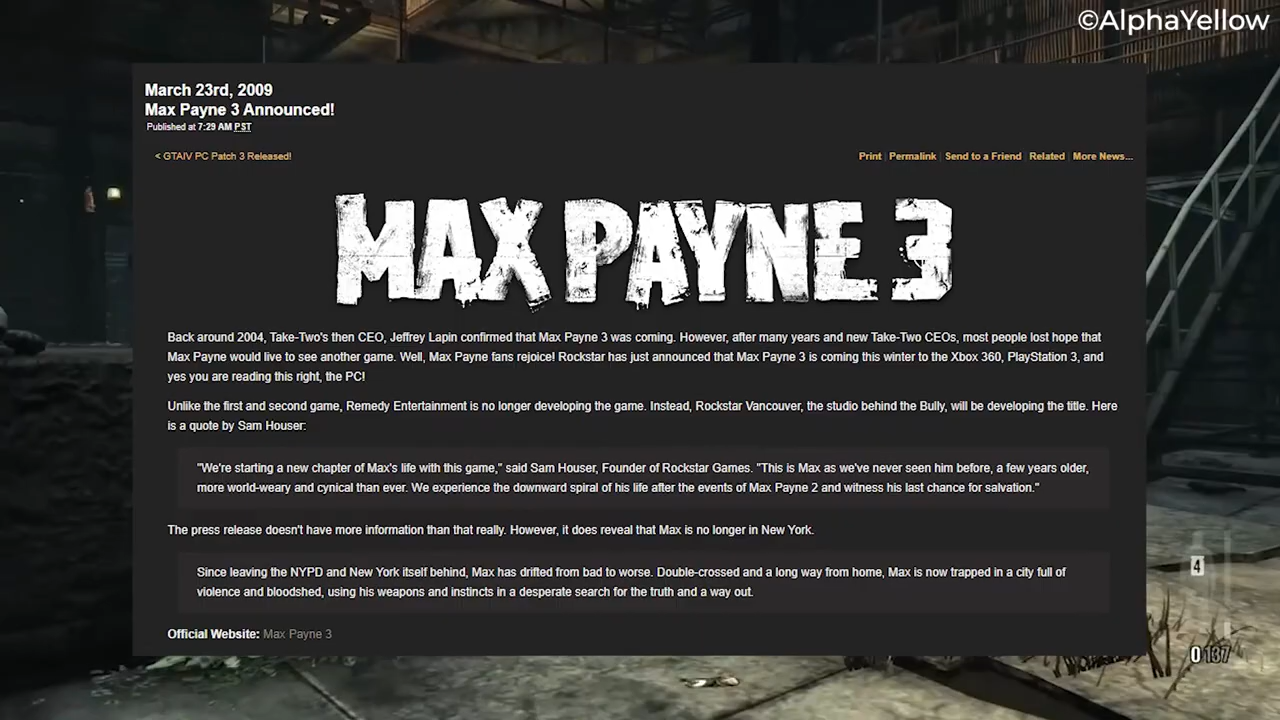 ©AlphaYellow
March 23rd, 2009
Max Payne 3 Announced!
Published at 7:29 AM PST
< GTAIV PC Patch 3 Released!
Print | Permalink | Send to a Friend | Related | More News...
MAX PAYNE 3
Back around 2004, Take-Two's then CEO, Jeffrey Lapin confirmed that Max Payne 3 was coming. However, after many years and new Take-Two CEOs, most people lost hope that
Max Payne would live to see another game. Well, Max Payne fans rejoice! Rockstar has just announced that Max Payne 3 is coming this winter to the Xbox 360, PlayStation 3, and
yes you are reading this right, the PC!
Unlike the first and second game, Remedy Entertainment is no longer developing the game. Instead, Rockstar Vancouver, the studio behind the Bully, will be developing the title. Here
is a quote by Sam Houser:
"We're starting a new chapter of Max's life with this game," said Sam Houser, Founder of Rockstar Games. "This is Max as we've never seen him before, a few years older,
more world-weary and cynical than ever. We experience the downward spiral of his life after the events of Max Payne 2 and witness his last chance for salvation."
The press release doesn't have more information than that really. However, it does reveal that Max is no longer in New York.
Since leaving the NYPD and New York itself behind, Max has drifted from bad to worse. Double-crossed and a long way from home, Max is now trapped in a city full of
violence and bloodshed, using his weapons and instincts in a desperate search for the truth and a way out.
Official Website: Max Payne 3
4
0 137